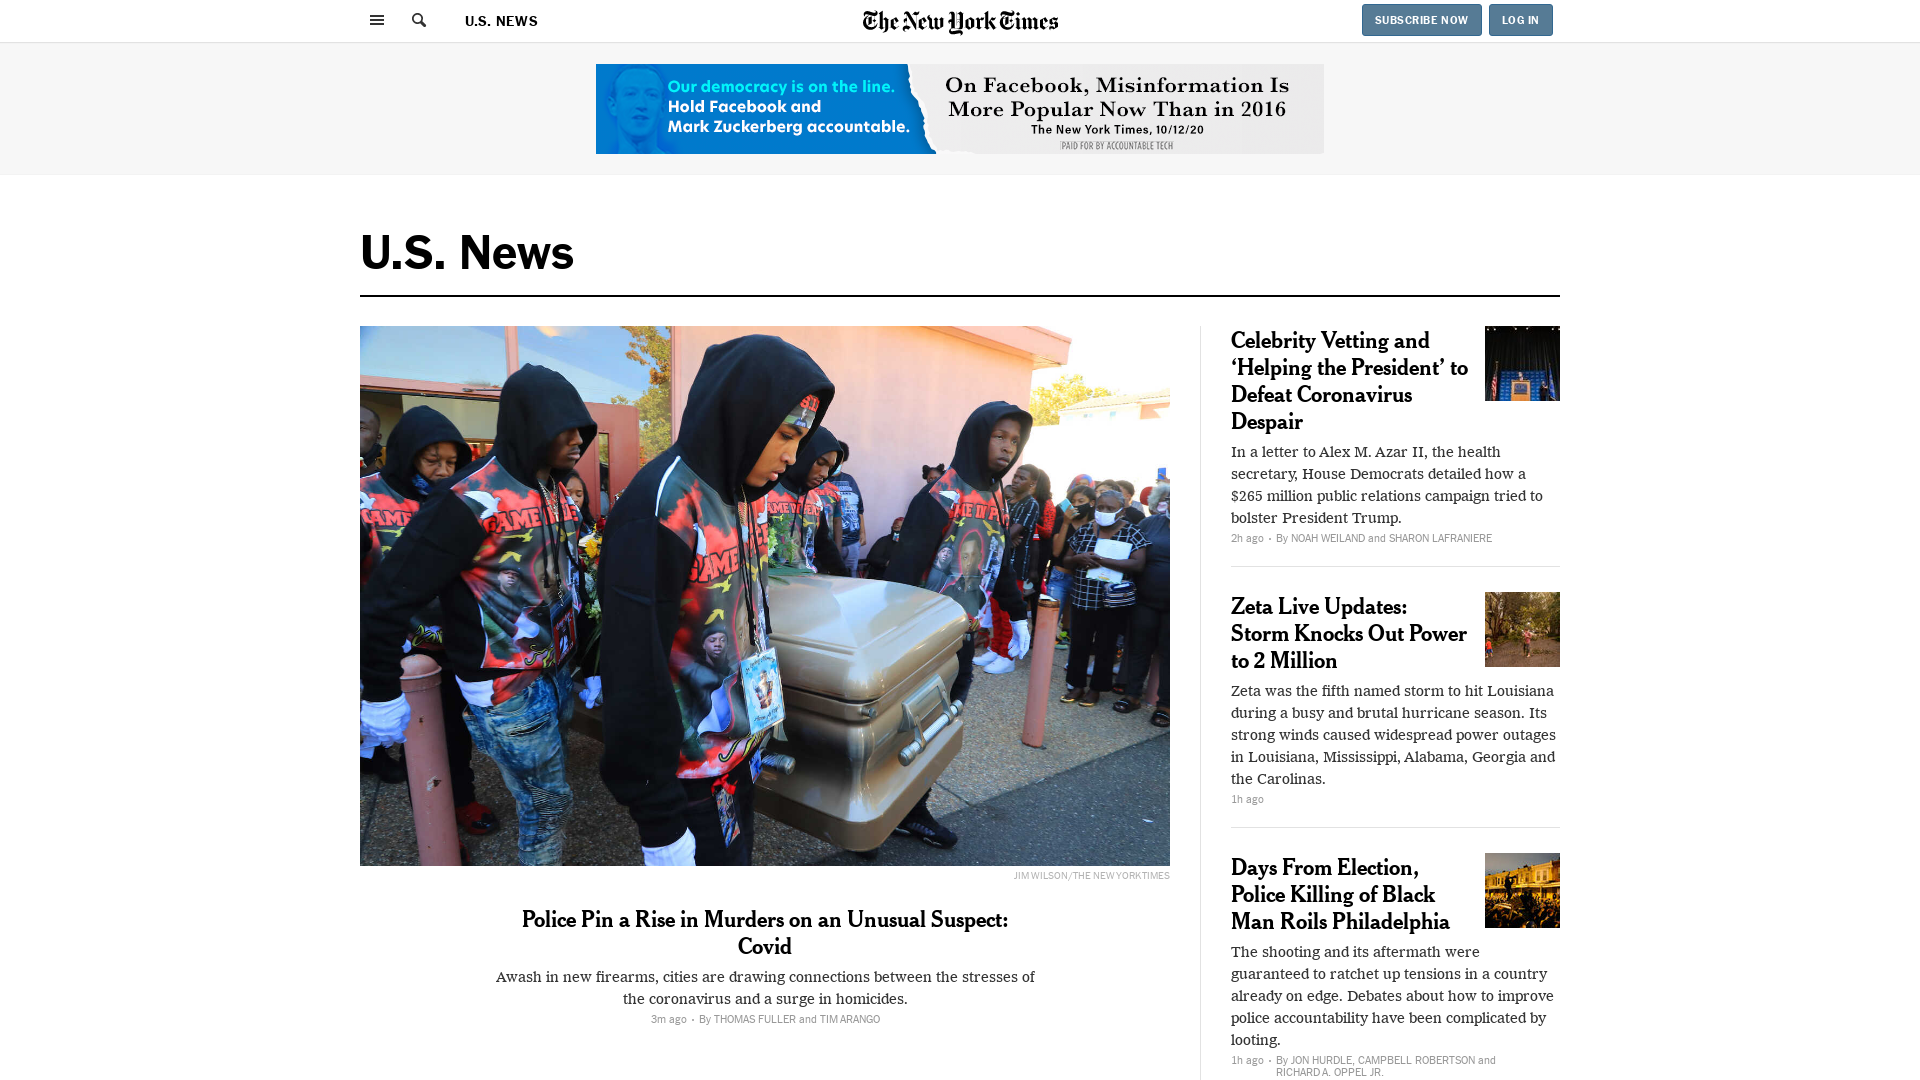 U.S. NEWS
The New York Times
SUBSCRIBE NOW
LOG IN
Our democracy is on the line.
Hold Facebook and
Mark Zuckerberg accountable.
On Facebook, Misinformation Is
More Popular Now Than in 2016
The New York Times, 10/12/20
PAID FOR BY ACCOUNTABLE TECH
U.S. News
JIM WILSON/THE NEW YORK TIMES
Police Pin a Rise in Murders on an Unusual Suspect:
Covid
Awash in new firearms, cities are drawing connections between the stresses of
the coronavirus and a surge in homicides.
3m ago · By THOMAS FULLER and TIM ARANGO
Celebrity Vetting and
‘Helping the President’ to
Defeat Coronavirus
Despair
In a letter to Alex M. Azar II, the health
secretary, House Democrats detailed how a
$265 million public relations campaign tried to
bolster President Trump.
2h ago · By NOAH WEILAND and SHARON LAFRANIERE
Zeta Live Updates:
Storm Knocks Out Power
to 2 Million
Zeta was the fifth named storm to hit Louisiana
during a busy and brutal hurricane season. Its
strong winds caused widespread power outages
in Louisiana, Mississippi, Alabama, Georgia and
the Carolinas.
1h ago
Days From Election,
Police Killing of Black
Man Roils Philadelphia
The shooting and its aftermath were
guaranteed to ratchet up tensions in a country
already on edge. Debates about how to improve
police accountability have been complicated by
looting.
1h ago · By JON HURDLE, CAMPBELL ROBERTSON and
RICHARD A. OPPEL JR.